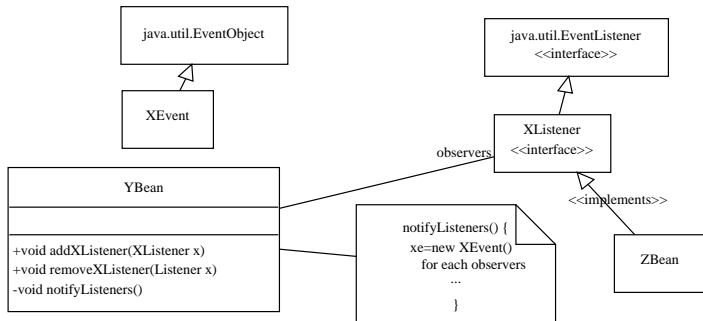 java.util.EventObject
java.util.EventListener
<<interface>>
XEvent
XListener
<<interface>>
observers
YBean
<<implements>>
+void addXListener(XListener x)
+void removeXListener(Listener x)
-void notifyListeners()
notifyListeners() {
xe=new XEvent()
for each observers
...
}
ZBean